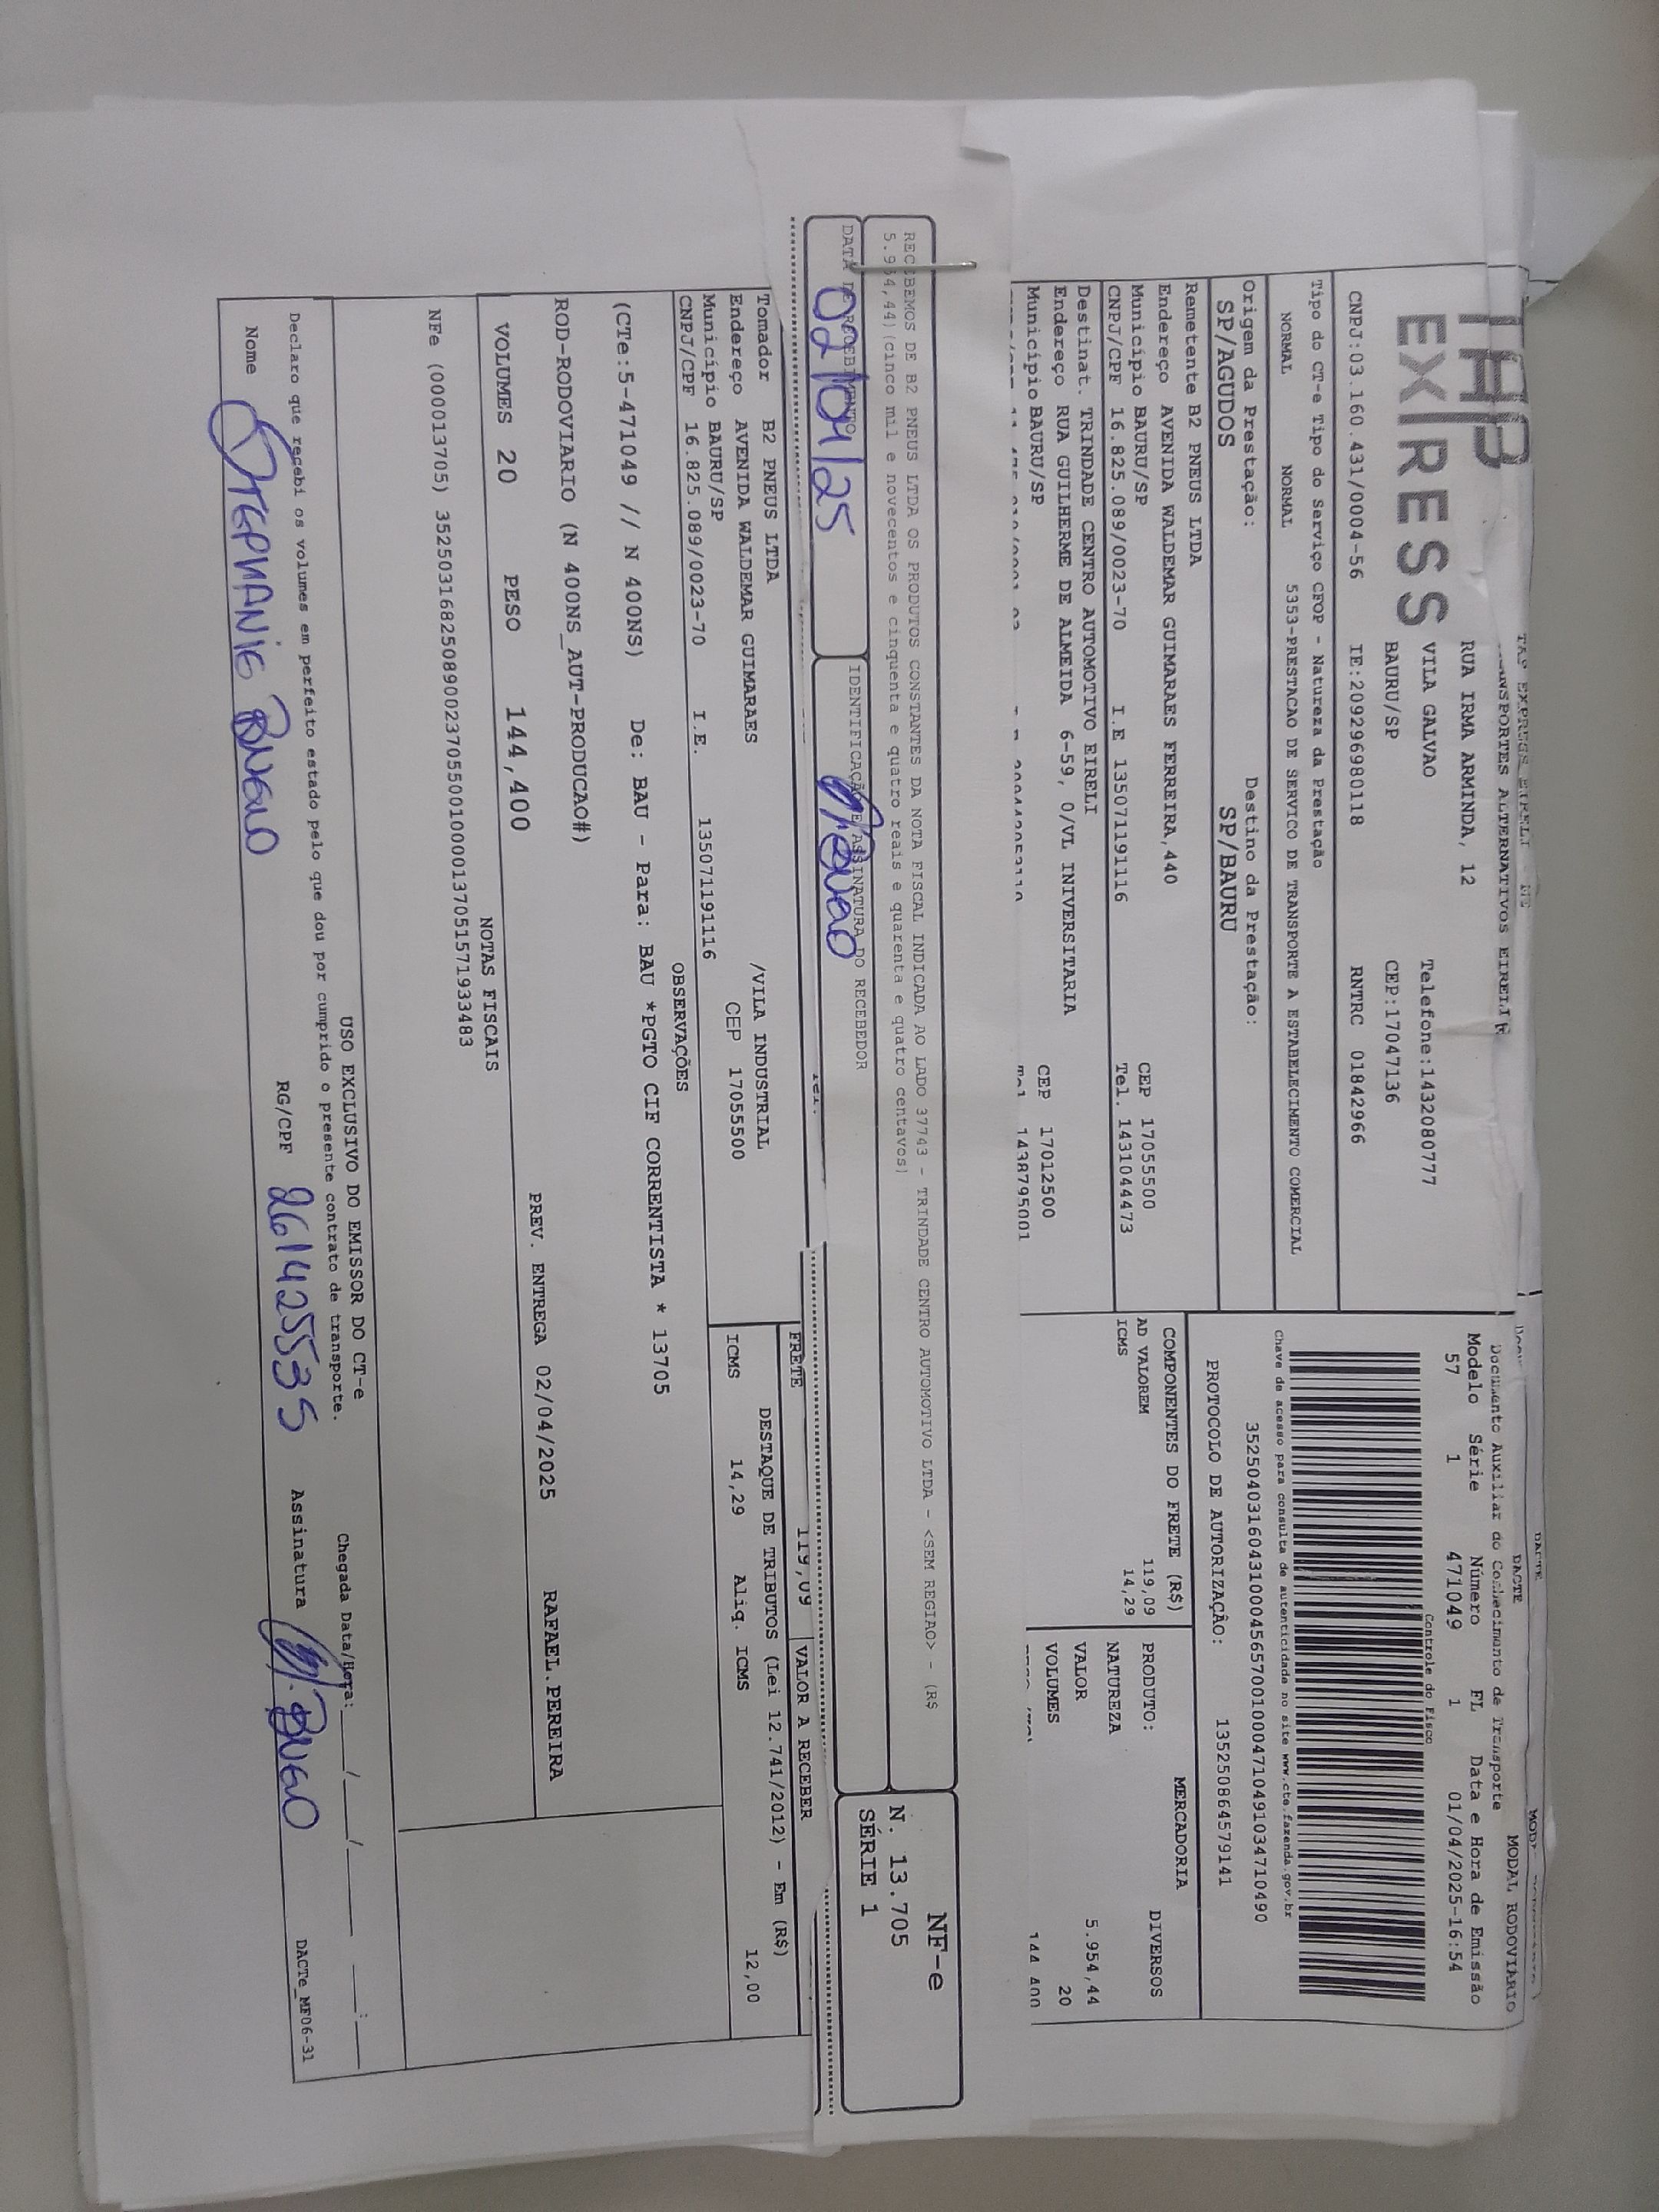 TAP EXPRESS EIRELI
TRANSPORTES ALTERNATIVOS EIRELI
EXPRESS
RUA IRMA ARMINDA, 12
VILA GALVAO
Telefone:1432080777
BAURU/SP
CEP:17047136
CNPJ:03.160.431/0004-56 IE:209296980118 RNTRC 01842966
DACTE
DACTE
MODAL RODOVIARIO
Documento Auxiliar do Conhecimento de Transporte
Modelo Série Número FL Data e Hora de Emissão
57 1 471049 1 01/04/2025-16:54
Controle do Fisco
Chave de acesso para consulta de autenticidade no site www.cte.fazenda.gov.br
35250403160431000456570010004710491034710490
PROTOCOLO DE AUTORIZAÇÃO: 135250864579141
Tipo do CT-e Tipo do Serviço CFOP - Natureza da Prestação
NORMAL NORMAL 5353-PRESTACAO DE SERVICO DE TRANSPORTE A ESTABELECIMENTO COMERCIAL
Origem da Prestação: Destino da Prestação:
SP/AGUDOS SP/BAURU
Remetente B2 PNEUS LTDA
Endereço AVENIDA WALDEMAR GUIMARAES FERREIRA,440
Município BAURU/SP CEP 17055500
CNPJ/CPF 16.825.089/0023-70 I.E 13507119116 Tel. 1431044473
Destinat. TRINDADE CENTRO AUTOMOTIVO EIRELI
Endereço RUA GUILHERME DE ALMEIDA 6-59, 0/VL INIVERSITARIA
Município BAURU/SP CEP 17012500
Tel 1438795001
COMPONENTES DO FRETE (R$)
AD VALOREM 119,09
ICMS 14,29
MERCADORIA
PRODUTO: DIVERSOS
NATUREZA
VALOR 5.954,44
VOLUMES 20
144,400
RECEBEMOS DE B2 PNEUS LTDA OS PRODUTOS CONSTANTES DA NOTA FISCAL INDICADA AO LADO 37743 - TRINDADE CENTRO AUTOMOTIVO LTDA - <SEM REGIAO> - (R$
5.954,44)(cinco mil e novecentos e cinquenta e quatro reais e quarenta e quatro centavos)
DATA DE RECEBIMENTO IDENTIFICAÇÃO E ASSINATURA DO RECEBEDOR
02/04/25
NF-e
N. 13.705
SÉRIE 1
FRETE 119,09 VALOR A RECEBER
Tomador B2 PNEUS LTDA
Endereço AVENIDA WALDEMAR GUIMARAES /VILA INDUSTRIAL
Município BAURU/SP CEP 17055500
CNPJ/CPF 16.825.089/0023-70 I.E. 13507119116
DESTAQUE DE TRIBUTOS (Lei 12.741/2012) - Em (R$)
ICMS 14,29 Aliq. ICMS 12,00
OBSERVAÇÕES
(CTe:5-471049 // N 400NS) De: BAU - Para: BAU *PGTO CIF CORRENTISTA * 13705
ROD-RODOVIARIO (N 400NS_AUT-PRODUCAO#)
VOLUMES 20 PESO 144,400 PREV. ENTREGA 02/04/2025 RAFAEL.PEREIRA
NOTAS FISCAIS
NFe (000013705) 35250316825089002370550010000137051571933483
USO EXCLUSIVO DO EMISSOR DO CT-e
Declaro que recebi os volumes em perfeito estado pelo que dou por cumprido o presente contrato de transporte.
Chegada Data/Hora: ___/___/_____ ___:___
Nome STEPHANIE BUENO RG/CPF 261425535 Assinatura
DACTe_MF06-31